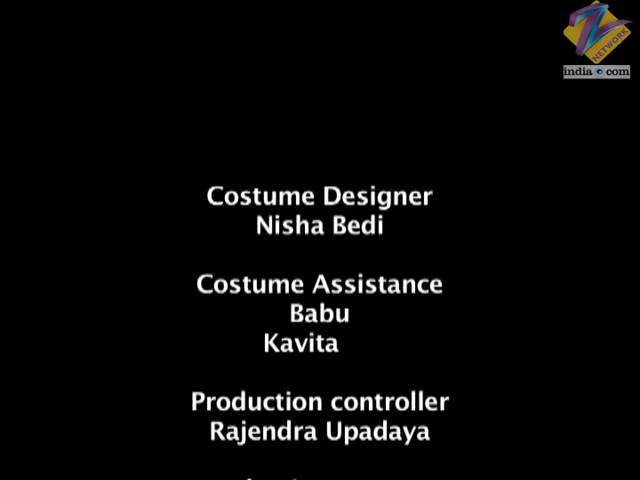 Z
NETWORK
india.com
Costume Designer
Nisha Bedi
Costume Assistance
Babu
Kavita
Production controller
Rajendra Upadaya